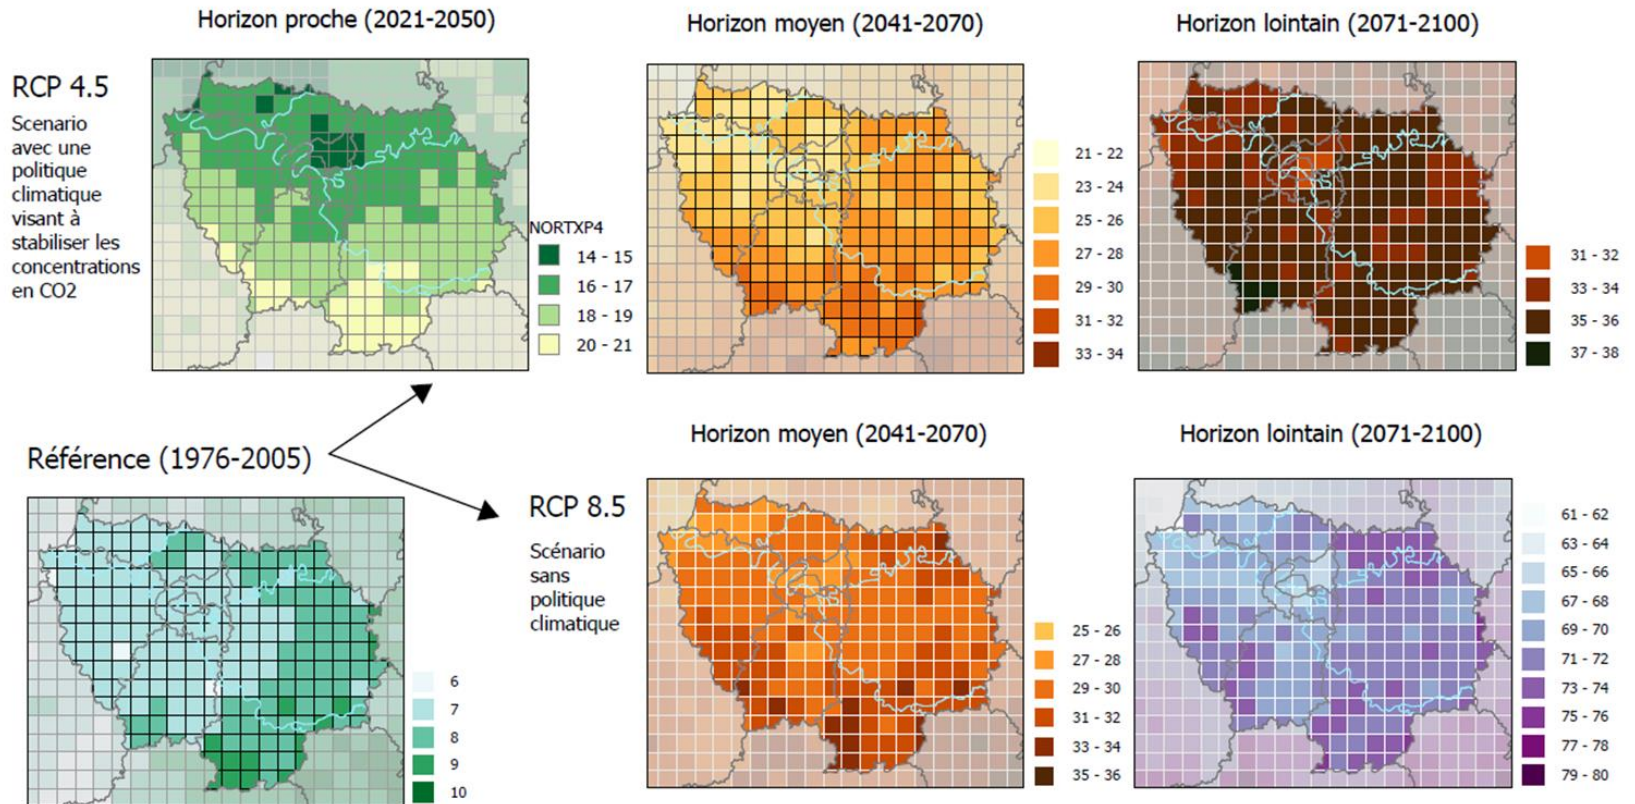 Horizon proche (2021-2050)
Horizon moyen (2041-2070)
Horizon lointain (2071-2100)
RCP 4.5
Scenario
avec une
politique
climatique
visant à
stabiliser les
concentrations
en CO2
NORTXP4
14 - 15
16 - 17
18 - 19
20 - 21
21 - 22
23 - 24
25 - 26
27 - 28
29 - 30
31 - 32
33 - 34
31 - 32
33 - 34
35 - 36
37 - 38
Référence (1976-2005)
6
7
8
9
10
RCP 8.5
Scénario
sans
politique
climatique
Horizon moyen (2041-2070)
25 - 26
27 - 28
29 - 30
31 - 32
33 - 34
35 - 36
Horizon lointain (2071-2100)
61 - 62
63 - 64
65 - 66
67 - 68
69 - 70
71 - 72
73 - 74
75 - 76
77 - 78
79 - 80